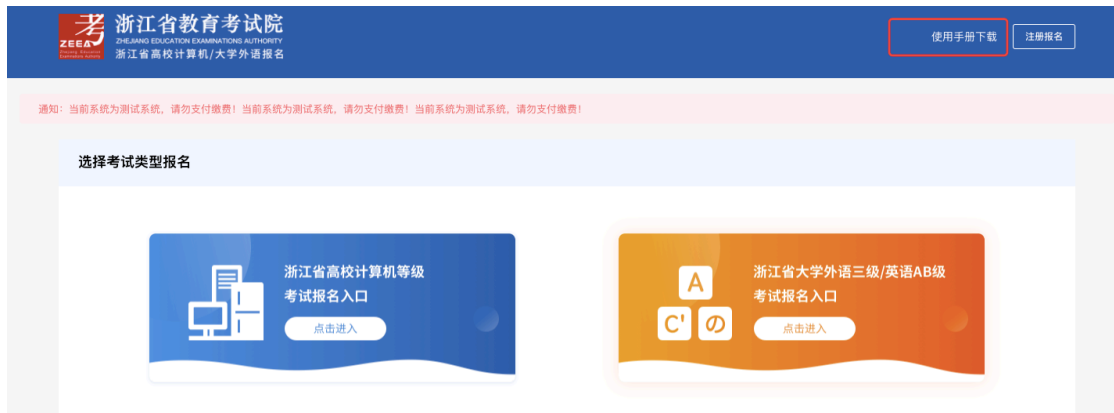 浙江省教育考试院
ZHEJIANG EDUCATION EXAMINATIONS AUTHORITY
浙江省高校计算机/大学外语报名
考
ZEEA
使用手册下载
注册报名
通知：当前系统为测试系统，请勿支付缴费！当前系统为测试系统，请勿支付缴费！当前系统为测试系统，请勿支付缴费！
选择考试类型报名
浙江省高校计算机等级
考试报名入口
点击进入
A
C' の
浙江省大学外语三级/英语AB级
考试报名入口
点击进入